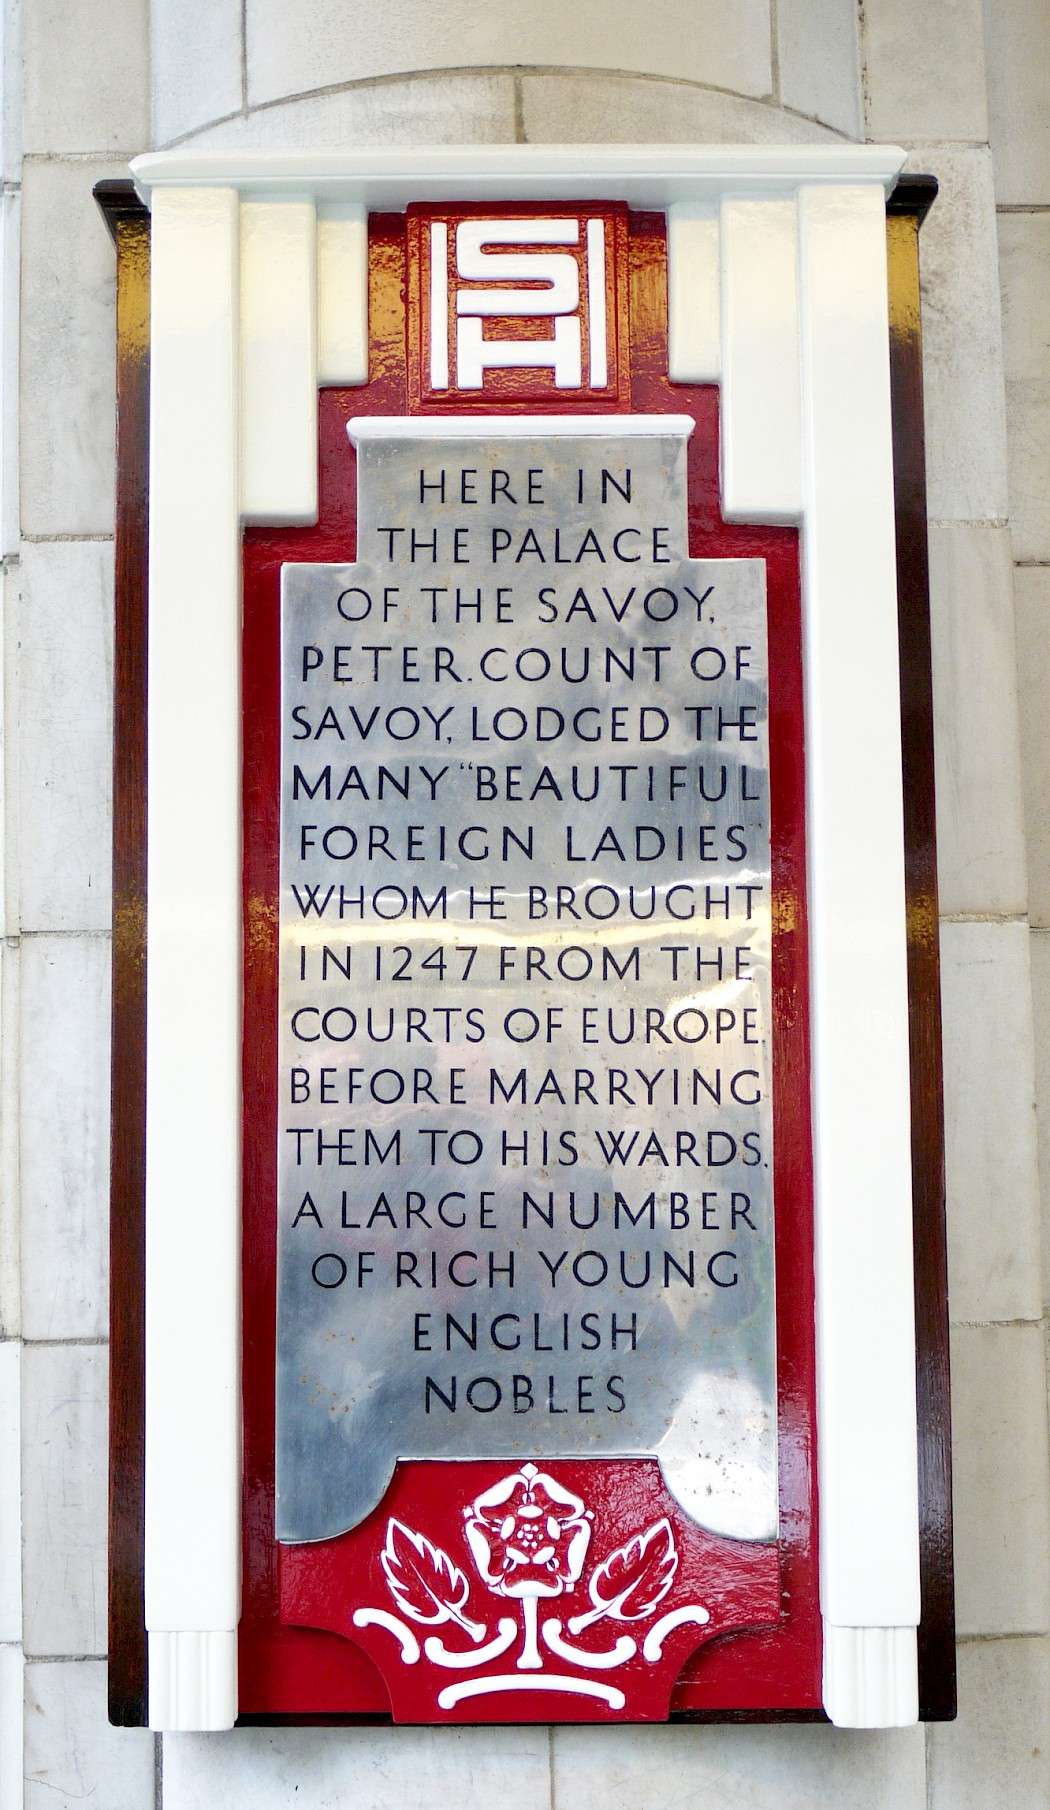 SH
HERE IN
THE PALACE
OF THE SAVOY,
PETER, COUNT OF
SAVOY, LODGED THE
MANY "BEAUTIFUL
FOREIGN LADIES"
WHOM HE BROUGHT
IN 1247 FROM THE
COURTS OF EUROPE
BEFORE MARRYING
THEM TO HIS WARDS,
A LARGE NUMBER
OF RICH YOUNG
ENGLISH
NOBLES